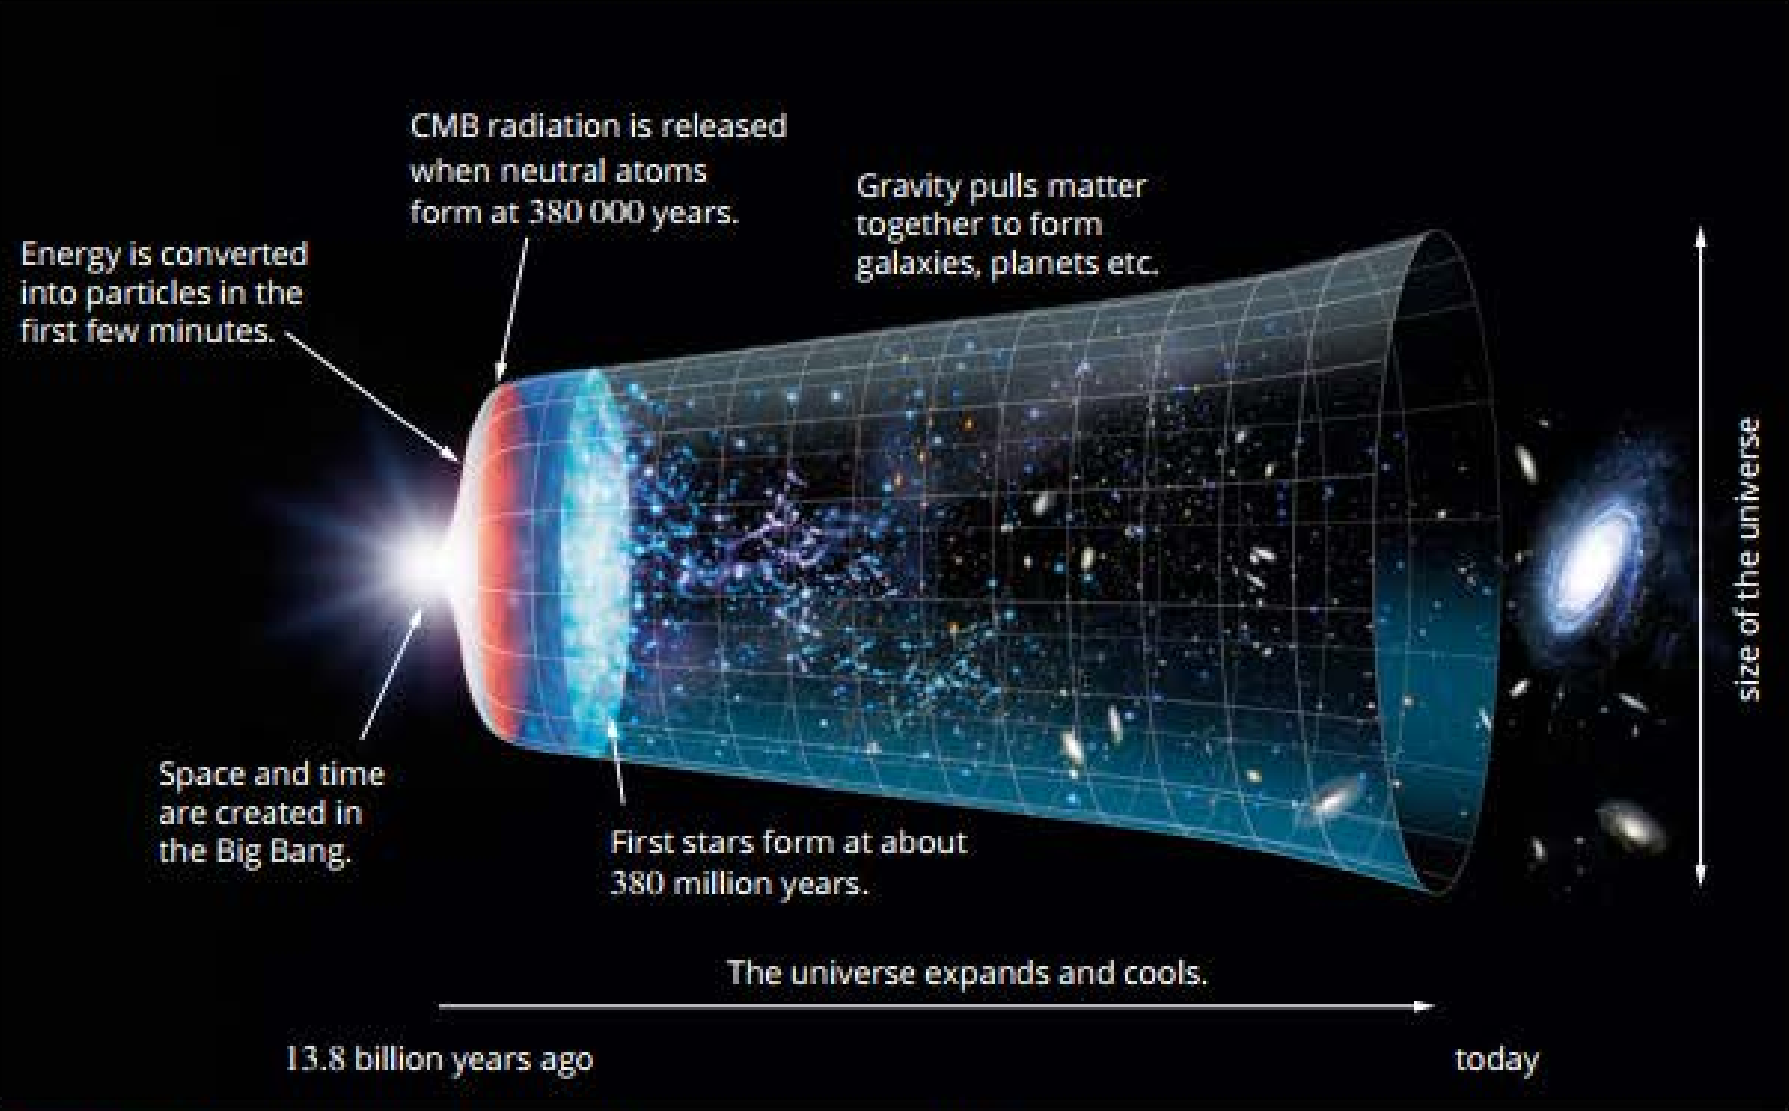 CMB radiation is released
when neutral atoms
form at 380 000 years.
Gravity pulls matter
together to form
galaxies, planets etc.
Energy is converted
into particles in the
first few minutes.
size of the universe
Space and time
are created in
the Big Bang.
First stars form at about
380 million years.
The universe expands and cools.
13.8 billion years ago
today